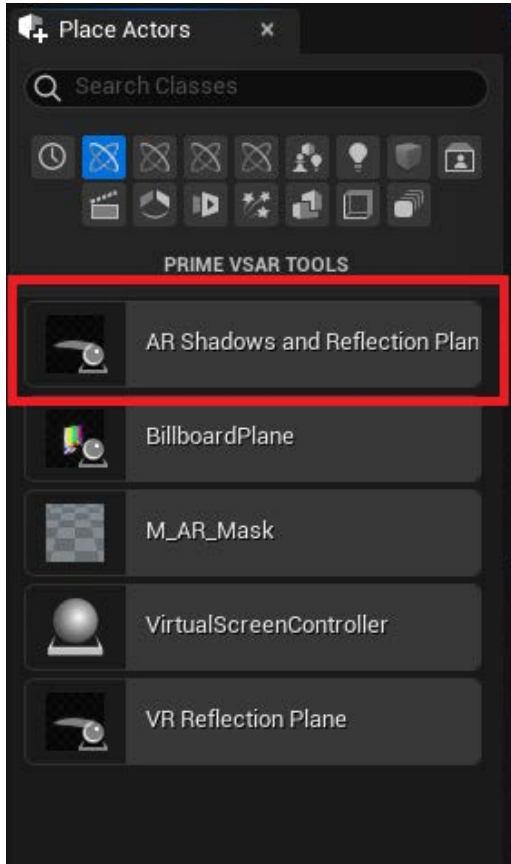 Place Actors
Search Classes
PRIME VSAR TOOLS
AR Shadows and Reflection Plan
BillboardPlane
M_AR_Mask
VirtualScreenController
VR Reflection Plane